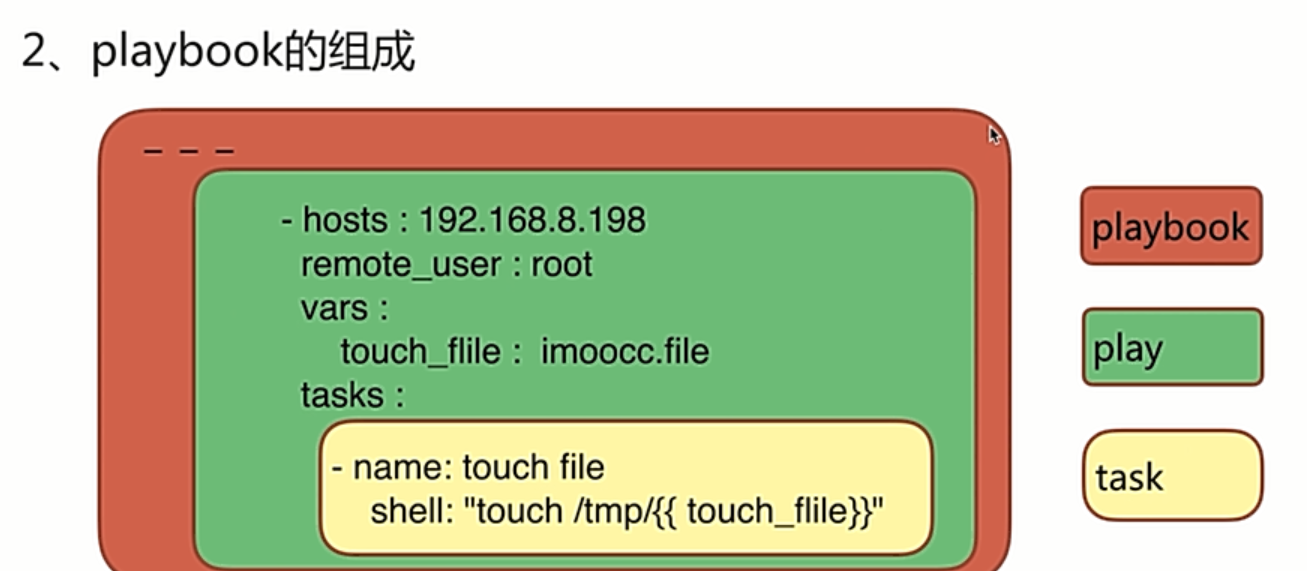 2、playbook的组成
– – –
- hosts : 192.168.8.198
remote_user : root
vars :
touch_flile : imoocc.file
tasks :
- name: touch file
shell: "touch /tmp/{{ touch_flile}}"
playbook
play
task